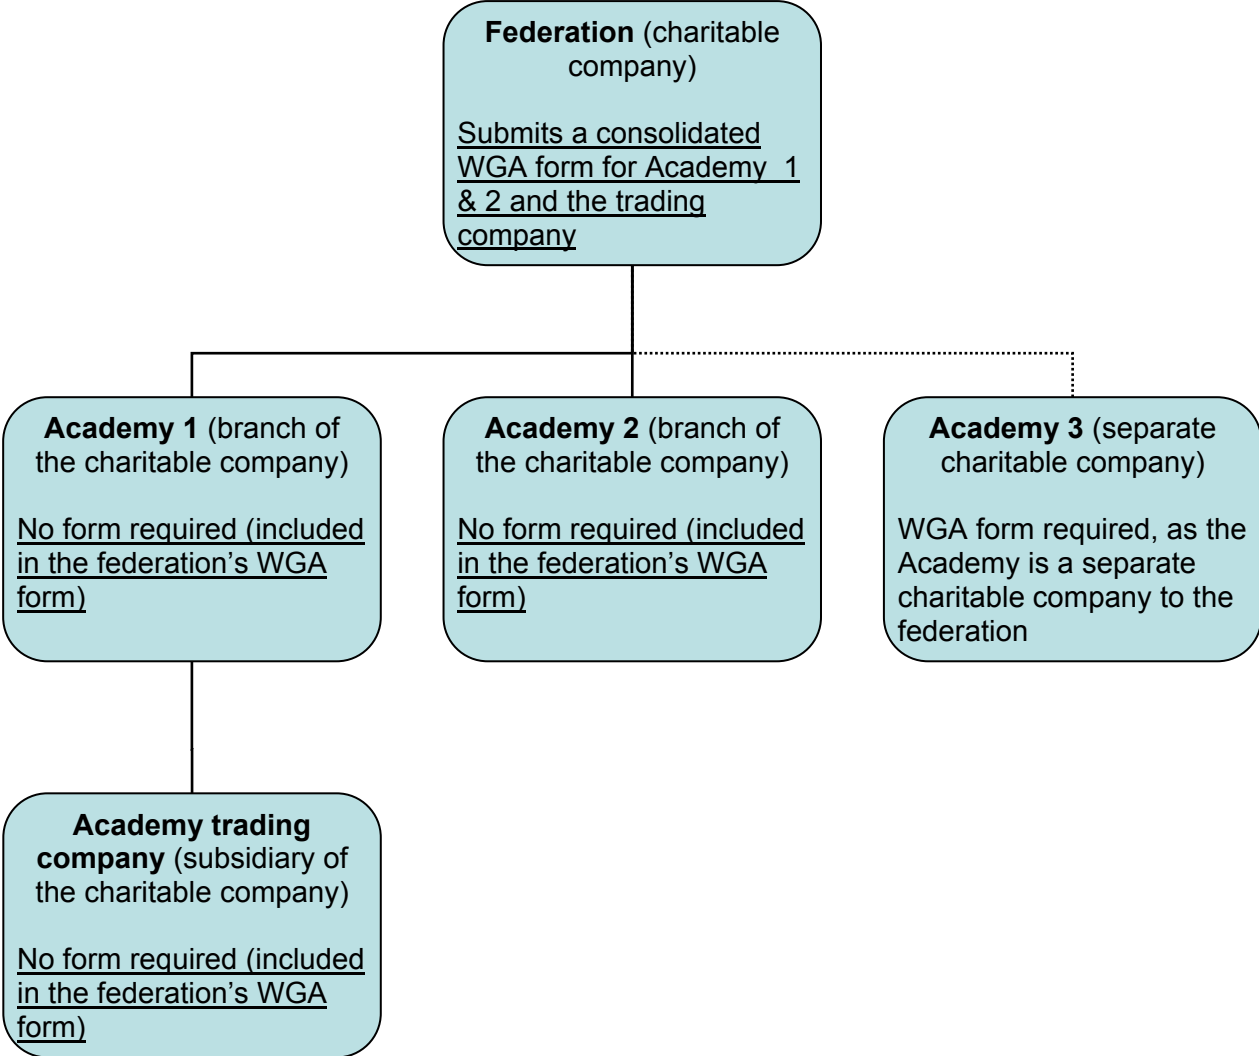 Federation (charitable
company)
Submits a consolidated
WGA form for Academy  1
& 2 and the trading
company
Academy 1 (branch of
the charitable company)
No form required (included
in the federation’s WGA
form)
Academy 2 (branch of
the charitable company)
No form required (included
in the federation’s WGA
form)
Academy 3 (separate
charitable company)
WGA form required, as the
Academy is a separate
charitable company to the
federation
Academy trading
company (subsidiary of
the charitable company)
No form required (included
in the federation’s WGA
form)